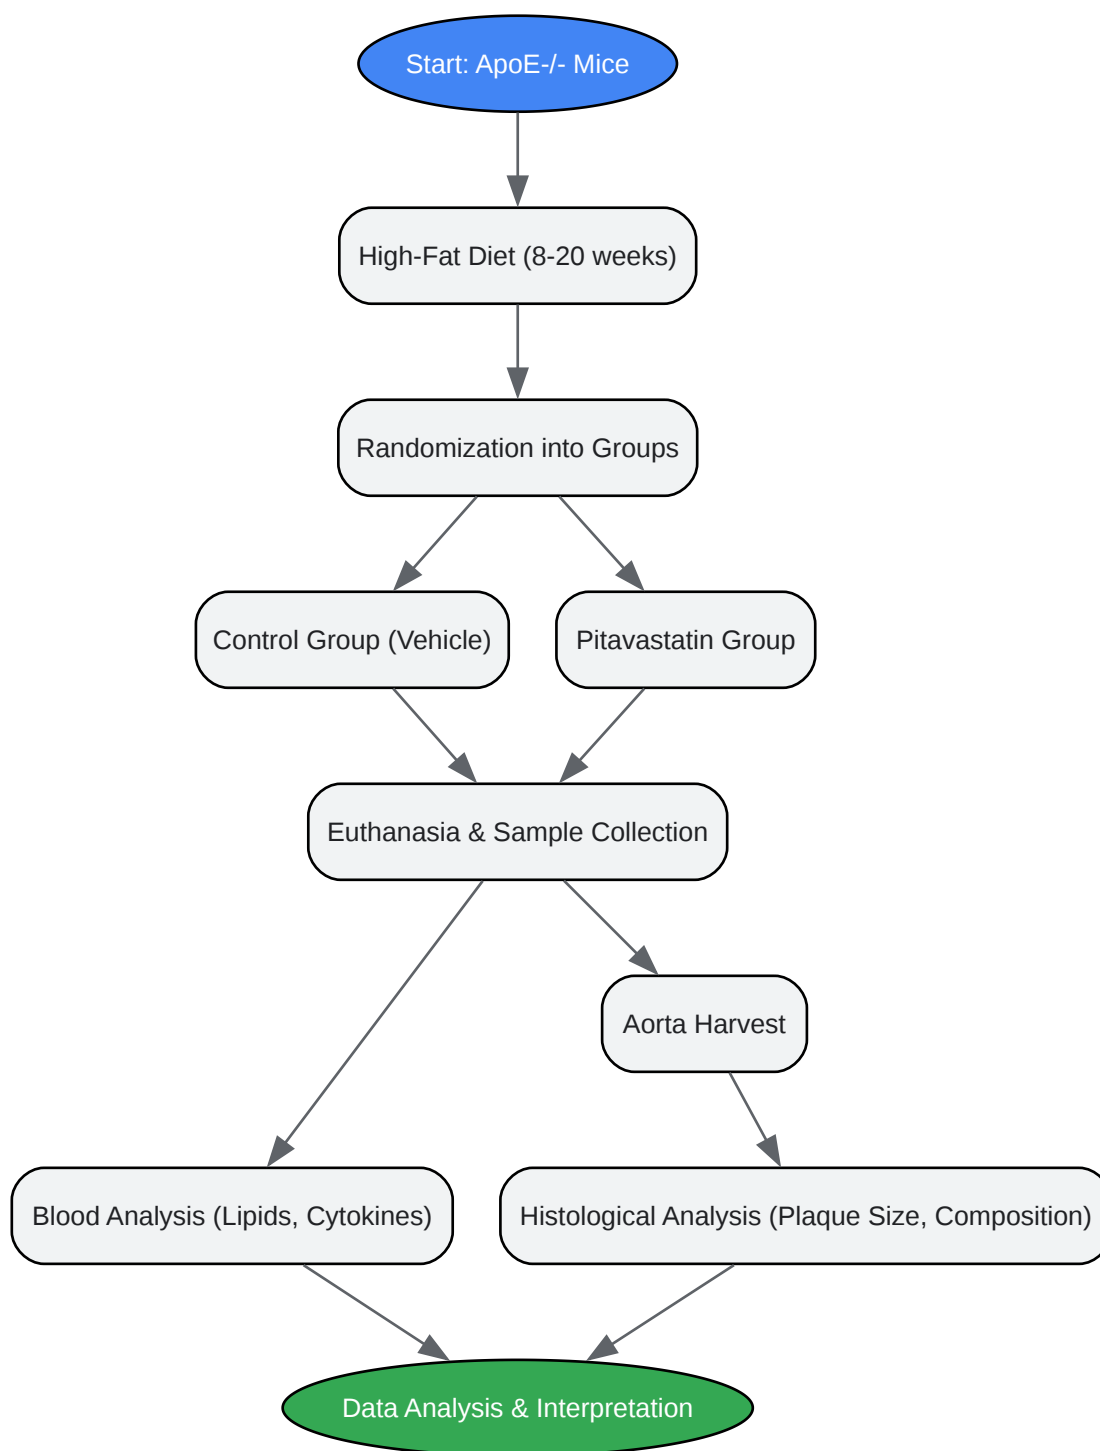 Start: ApoE-/- Mice
High-Fat Diet (8-20 weeks)
Randomization into Groups
Control Group (Vehicle)
Pitavastatin Group
Euthanasia & Sample Collection
Aorta Harvest
Blood Analysis (Lipids, Cytokines)
Histological Analysis (Plaque Size, Composition)
Data Analysis & Interpretation